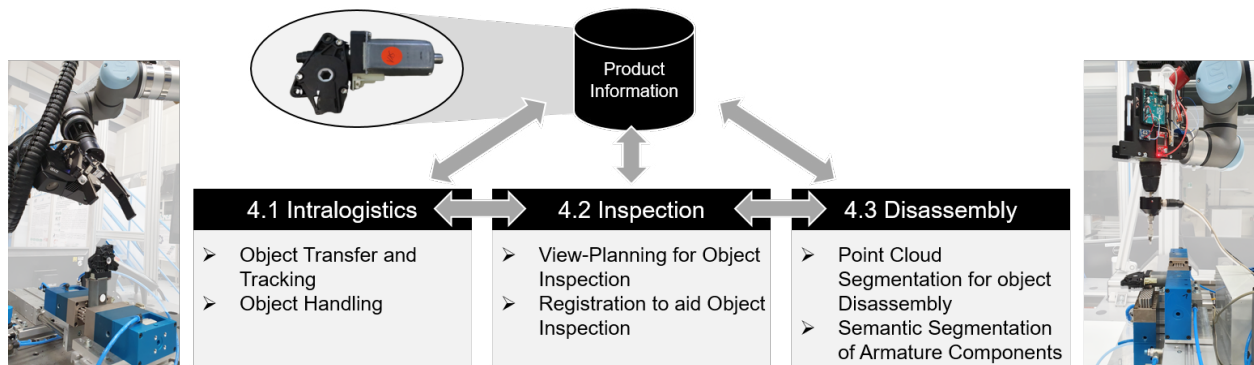 Product
Information
4.1 Intralogistics
➢ Object Transfer and
Tracking
➢ Object Handling
4.2 Inspection
➢ View-Planning for Object
Inspection
➢ Registration to aid Object
Inspection
4.3 Disassembly
➢ Point Cloud
Segmentation for object
Disassembly
➢ Semantic Segmentation
of Armature Components